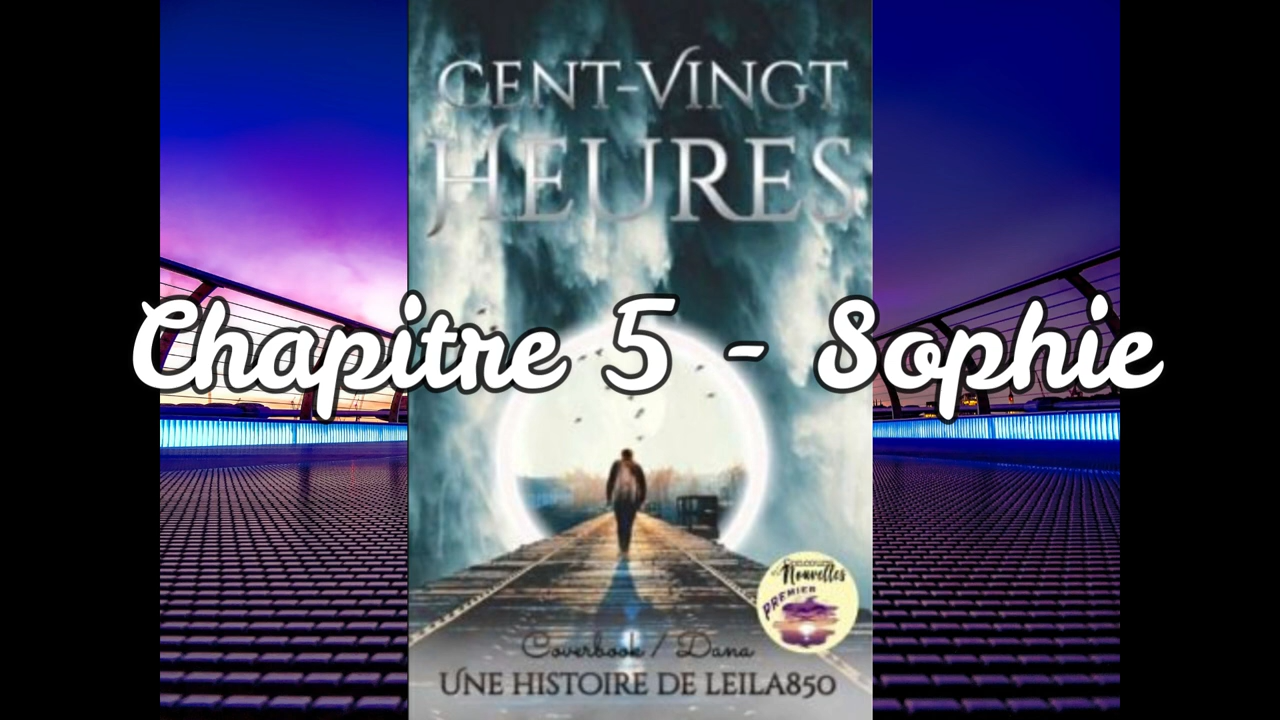 CENT-VINGT
HEURES
Chapitre 5 - Sophie
Nouvelles
PREMIER
Coverbook / Dana
UNE HISTOIRE DE LEILA850